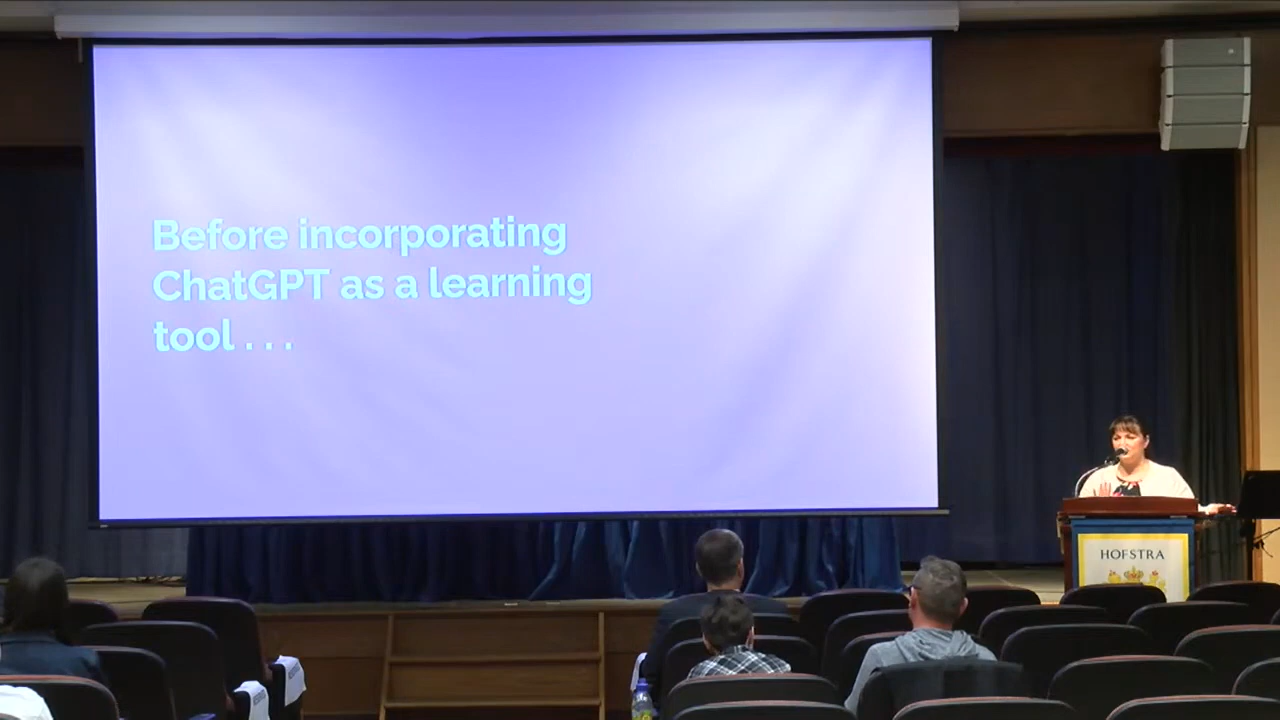 Before incorporating
ChatGPT as a learning
tool . . .
HOFSTRA